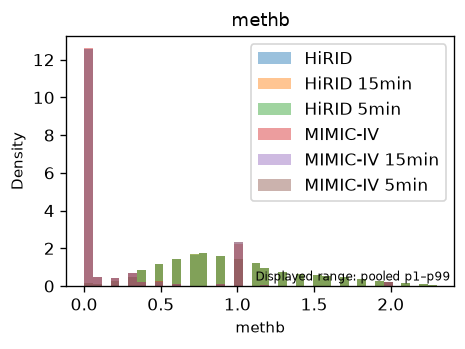 methb
Density
12
10
8
6
4
2
0
HiRID
HiRID 15min
HiRID 5min
MIMIC-IV
MIMIC-IV 15min
MIMIC-IV 5min
Displayed range: pooled p1–p99
0.0 0.5 1.0 1.5 2.0
methb